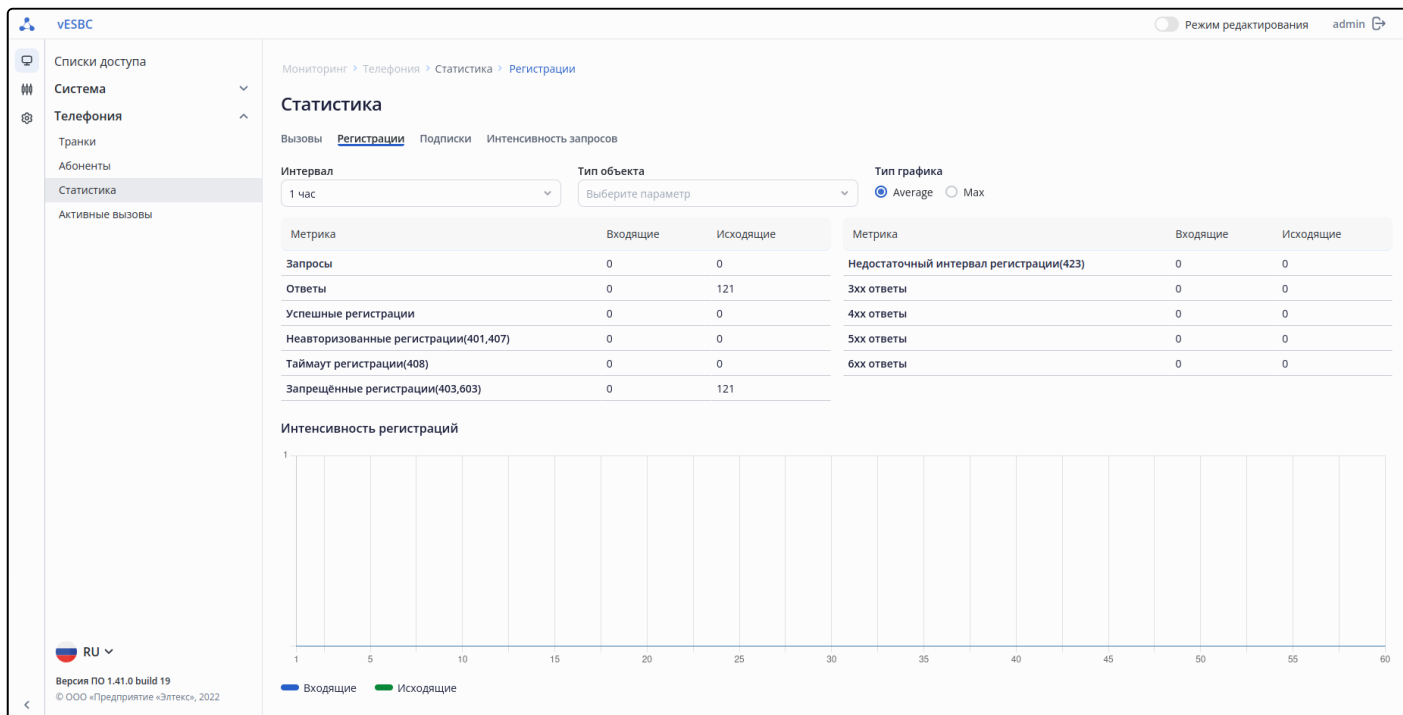 vESBC
Режим редактирования admin
Списки доступа
Система
Телефония
Транки
Абоненты
Статистика
Активные вызовы
RU
Версия ПО 1.41.0 build 19
© ООО «Предприятие «Элтекс», 2022
Мониторинг > Телефония > Статистика > Регистрации
Статистика
Вызовы Регистрации Подписки Интенсивность запросов
Интервал Тип объекта Тип графика
1 час Выберите параметр Average Max
Метрика Входящие Исходящие Метрика Входящие Исходящие
Запросы 0 0 Недостаточный интервал регистрации(423) 0 0
Ответы 0 121 3xx ответы 0 0
Успешные регистрации 0 0 4xx ответы 0 0
Неавторизованные регистрации(401,407) 0 0 5xx ответы 0 0
Таймаут регистрации(408) 0 0 6xx ответы 0 0
Запрещённые регистрации(403,603) 0 121
Интенсивность регистраций
1
1 5 10 15 20 25 30 35 40 45 50 55 60
Входящие Исходящие